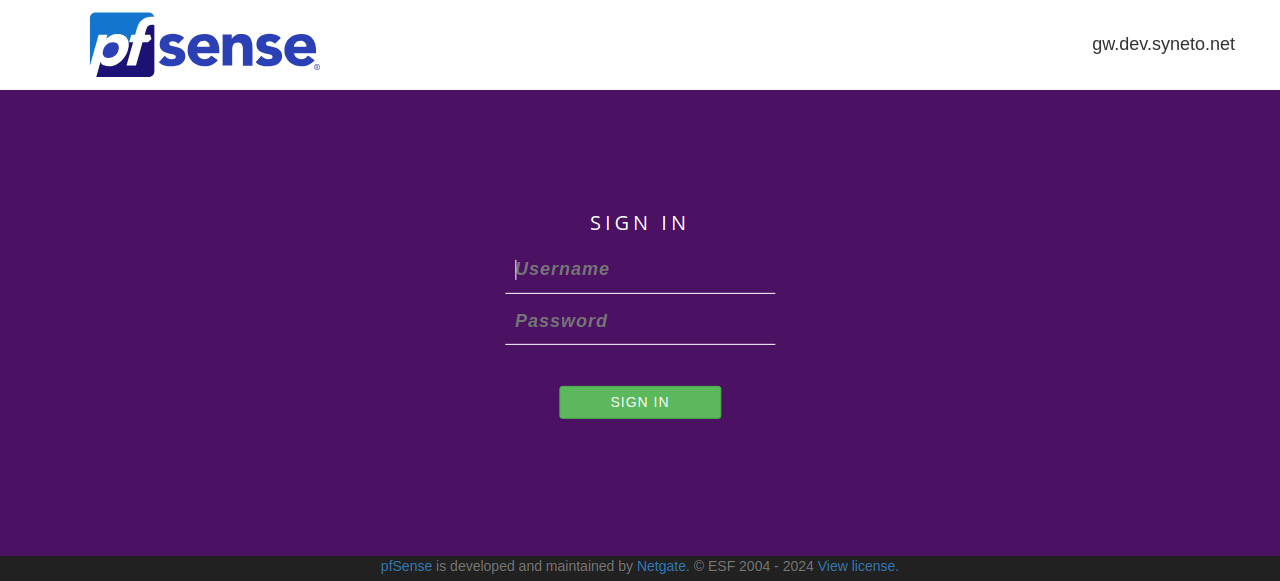 pfsense®
gw.dev.syneto.net
SIGN IN
Username
Password
SIGN IN
pfSense is developed and maintained by Netgate. © ESF 2004 - 2024 View license.